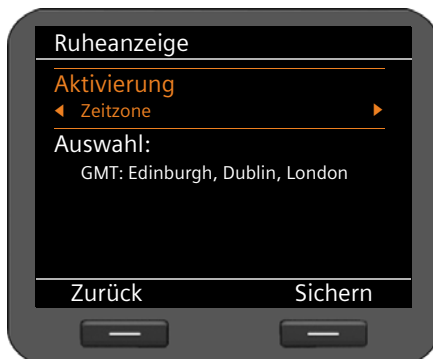 Ruheanzeige
Aktivierung
Zeitzone
Auswahl:
GMT: Edinburgh, Dublin, London
Zurück Sichern